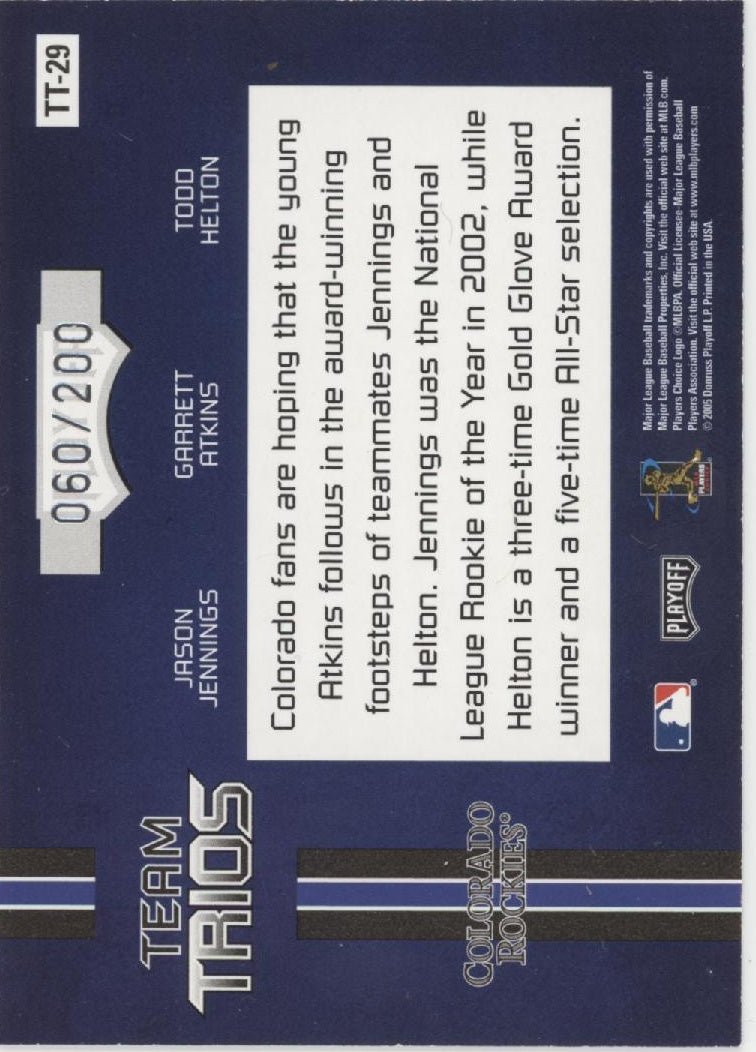 TT-29
060/200
TEAM
TRIOS
JASON
JENNINGS
GARRETT
ATKINS
TODD
HELTON
Colorado fans are hoping that the young
Atkins follows in the award-winning
footsteps of teammates Jennings and
Helton. Jennings was the National
League Rookie of the Year in 2002, while
Helton is a three-time Gold Glove Award
winner and a five-time All-Star selection.
COLORADO
ROCKIES®
®
PLAYOFF
PLAYERS
Major League Baseball trademarks and copyrights are used with permission of
Major League Baseball Properties, Inc. Visit the official web site at MLB.com.
Players Choice Logo ©MLBPA. Official Licensee-Major League Baseball
Players Association. Visit the official web site at www.mlbplayers.com
© 2005 Donruss Playoff L.P. Printed in the USA.